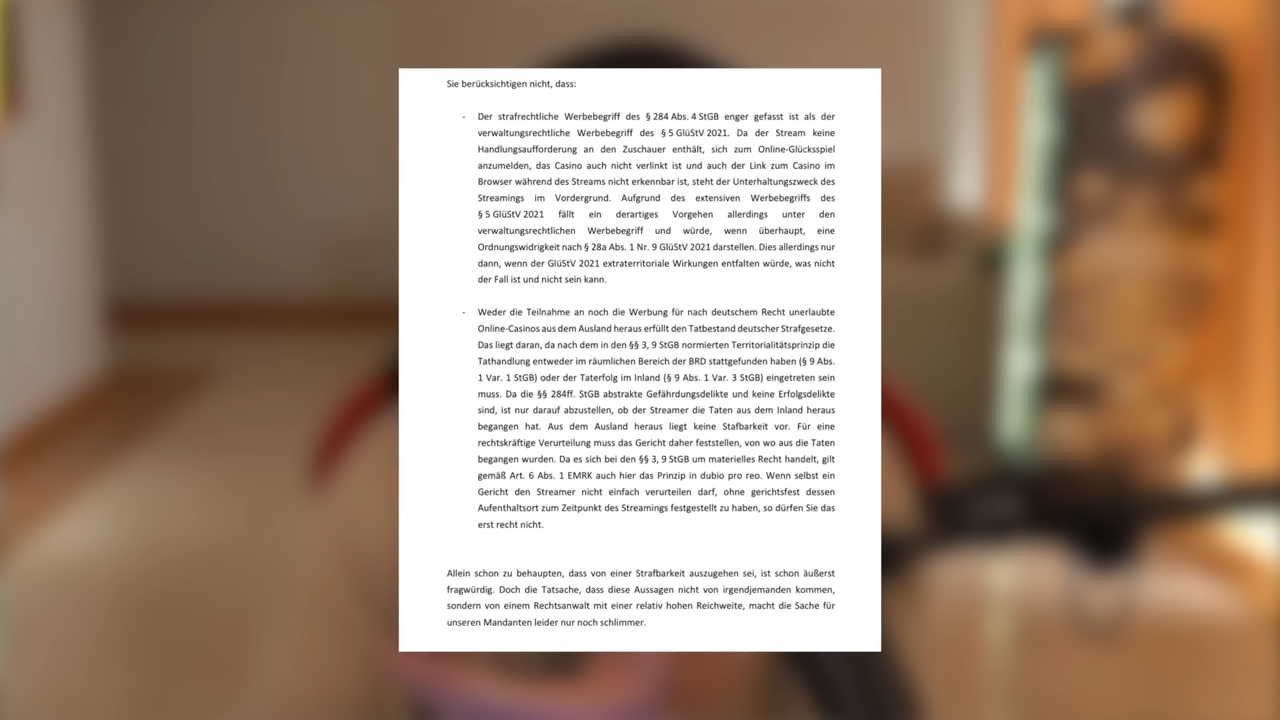 Sie berücksichtigen nicht, dass:
- Der strafrechtliche Werbebegriff des § 284 Abs. 4 StGB enger gefasst ist als der
verwaltungsrechtliche Werbebegriff des § 5 GlüStV 2021. Da der Stream keine
Handlungsaufforderung an den Zuschauer enthält, sich zum Online-Glücksspiel
anzumelden, das Casino auch nicht verlinkt ist und auch der Link zum Casino im
Browser während des Streams nicht erkennbar ist, steht der Unterhaltungszweck des
Streamings im Vordergrund. Aufgrund des extensiven Werbebegriffs des
§ 5 GlüStV 2021 fällt ein derartiges Vorgehen allerdings unter den
verwaltungsrechtlichen Werbebegriff und würde, wenn überhaupt, eine
Ordnungswidrigkeit nach § 28a Abs. 1 Nr. 9 GlüStV 2021 darstellen. Dies allerdings nur
dann, wenn der GlüStV 2021 extraterritoriale Wirkungen entfalten würde, was nicht
der Fall ist und nicht sein kann.
- Weder die Teilnahme an noch die Werbung für nach deutschem Recht unerlaubte
Online-Casinos aus dem Ausland heraus erfüllt den Tatbestand deutscher Strafgesetze.
Das liegt daran, da nach dem in den §§ 3, 9 StGB normierten Territorialitätsprinzip die
Tathandlung entweder im räumlichen Bereich der BRD stattgefunden haben (§ 9 Abs.
1 Var. 1 StGB) oder der Taterfolg im Inland (§ 9 Abs. 1 Var. 3 StGB) eingetreten sein
muss. Da die §§ 284ff. StGB abstrakte Gefährdungsdelikte und keine Erfolgsdelikte
sind, ist nur darauf abzustellen, ob der Streamer die Taten aus dem Inland heraus
begangen hat. Aus dem Ausland heraus liegt keine Stafbarkeit vor. Für eine
rechtskräftige Verurteilung muss das Gericht daher feststellen, von wo aus die Taten
begangen wurden. Da es sich bei den §§ 3, 9 StGB um materielles Recht handelt, gilt
gemäß Art. 6 Abs. 1 EMRK auch hier das Prinzip in dubio pro reo. Wenn selbst ein
Gericht den Streamer nicht einfach verurteilen darf, ohne gerichtsfest dessen
Aufenthaltsort zum Zeitpunkt des Streamings festgestellt zu haben, so dürfen Sie das
erst recht nicht.
Allein schon zu behaupten, dass von einer Strafbarkeit auszugehen sei, ist schon äußerst
fragwürdig. Doch die Tatsache, dass diese Aussagen nicht von irgendjemanden kommen,
sondern von einem Rechtsanwalt mit einer relativ hohen Reichweite, macht die Sache für
unseren Mandanten leider nur noch schlimmer.